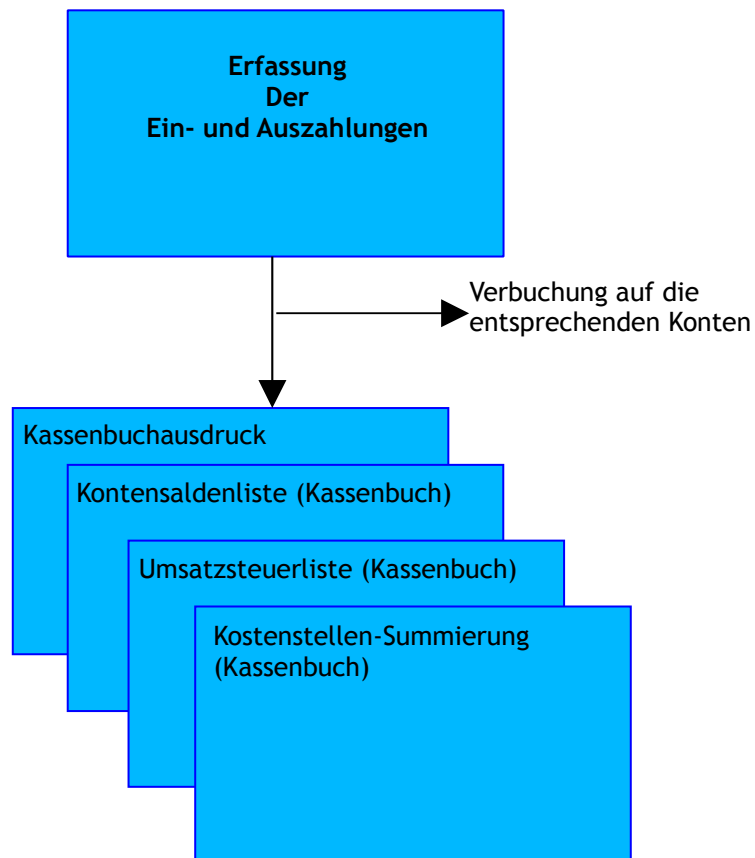 Erfassung
Der
Ein- und Auszahlungen
Verbuchung auf die
entsprechenden Konten
Kassenbuchausdruck
Kontensaldenliste (Kassenbuch)
Umsatzsteuerliste (Kassenbuch)
Kostenstellen-Summierung
(Kassenbuch)